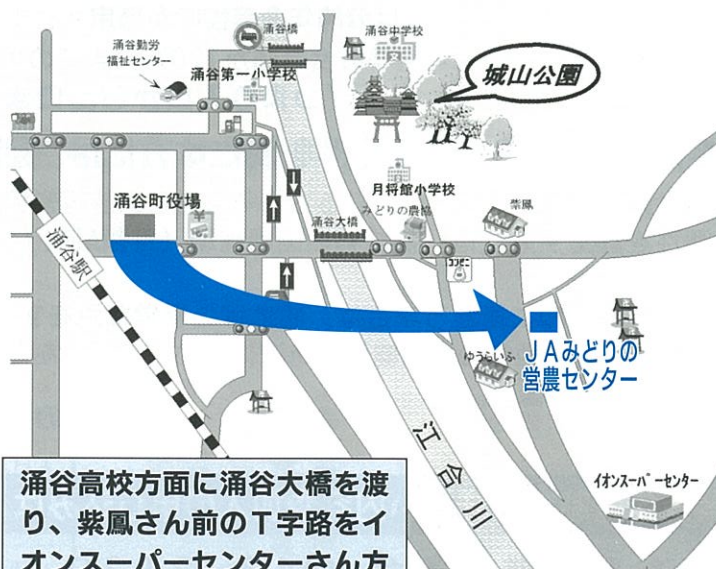 涌谷橋
涌谷中学校
涌谷勤労
福祉センター
涌谷第一小学校
城山公園
月将館小学校
みどりの農協
紫鳳
涌谷町役場
涌谷大橋
コンビニ
涌谷駅
JAみどりの
営農センター
ゆうらいふ
江合川
イオンスーパーセンター
涌谷高校方面に涌谷大橋を渡
り、紫鳳さん前のT字路をイ
オンスーパーセンターさん方